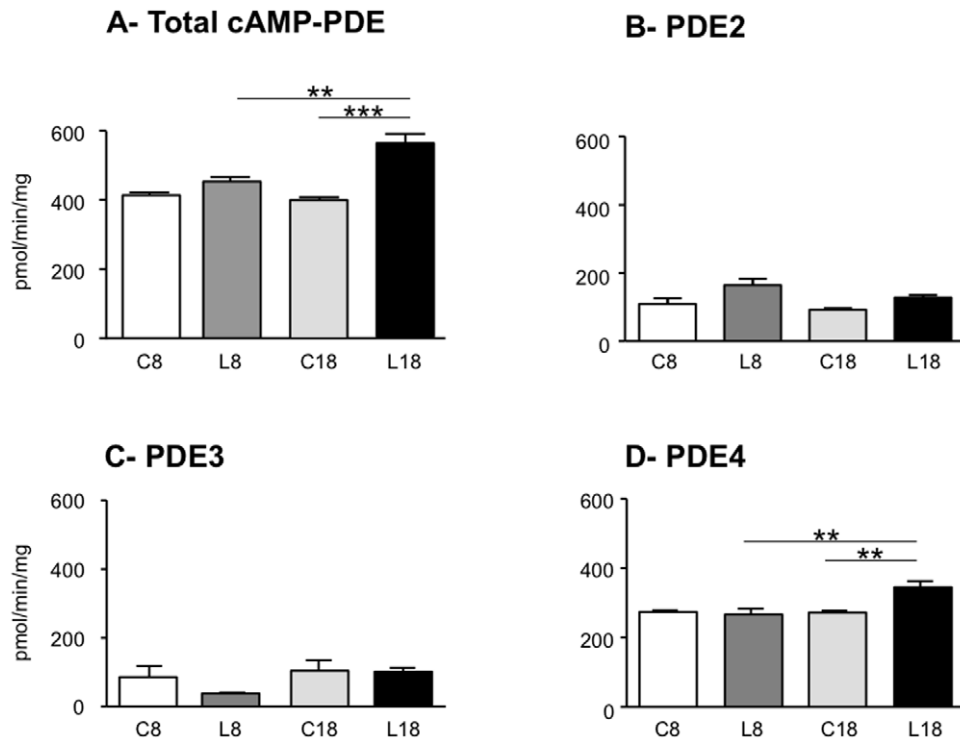 A- Total cAMP-PDE
**
***
600
400
200
0
pmol/min/mg
C8 L8 C18 L18
B- PDE2
600
400
200
0
C8 L8 C18 L18
C- PDE3
600
400
200
0
pmol/min/mg
C8 L8 C18 L18
D- PDE4
**
**
600
400
200
0
C8 L8 C18 L18